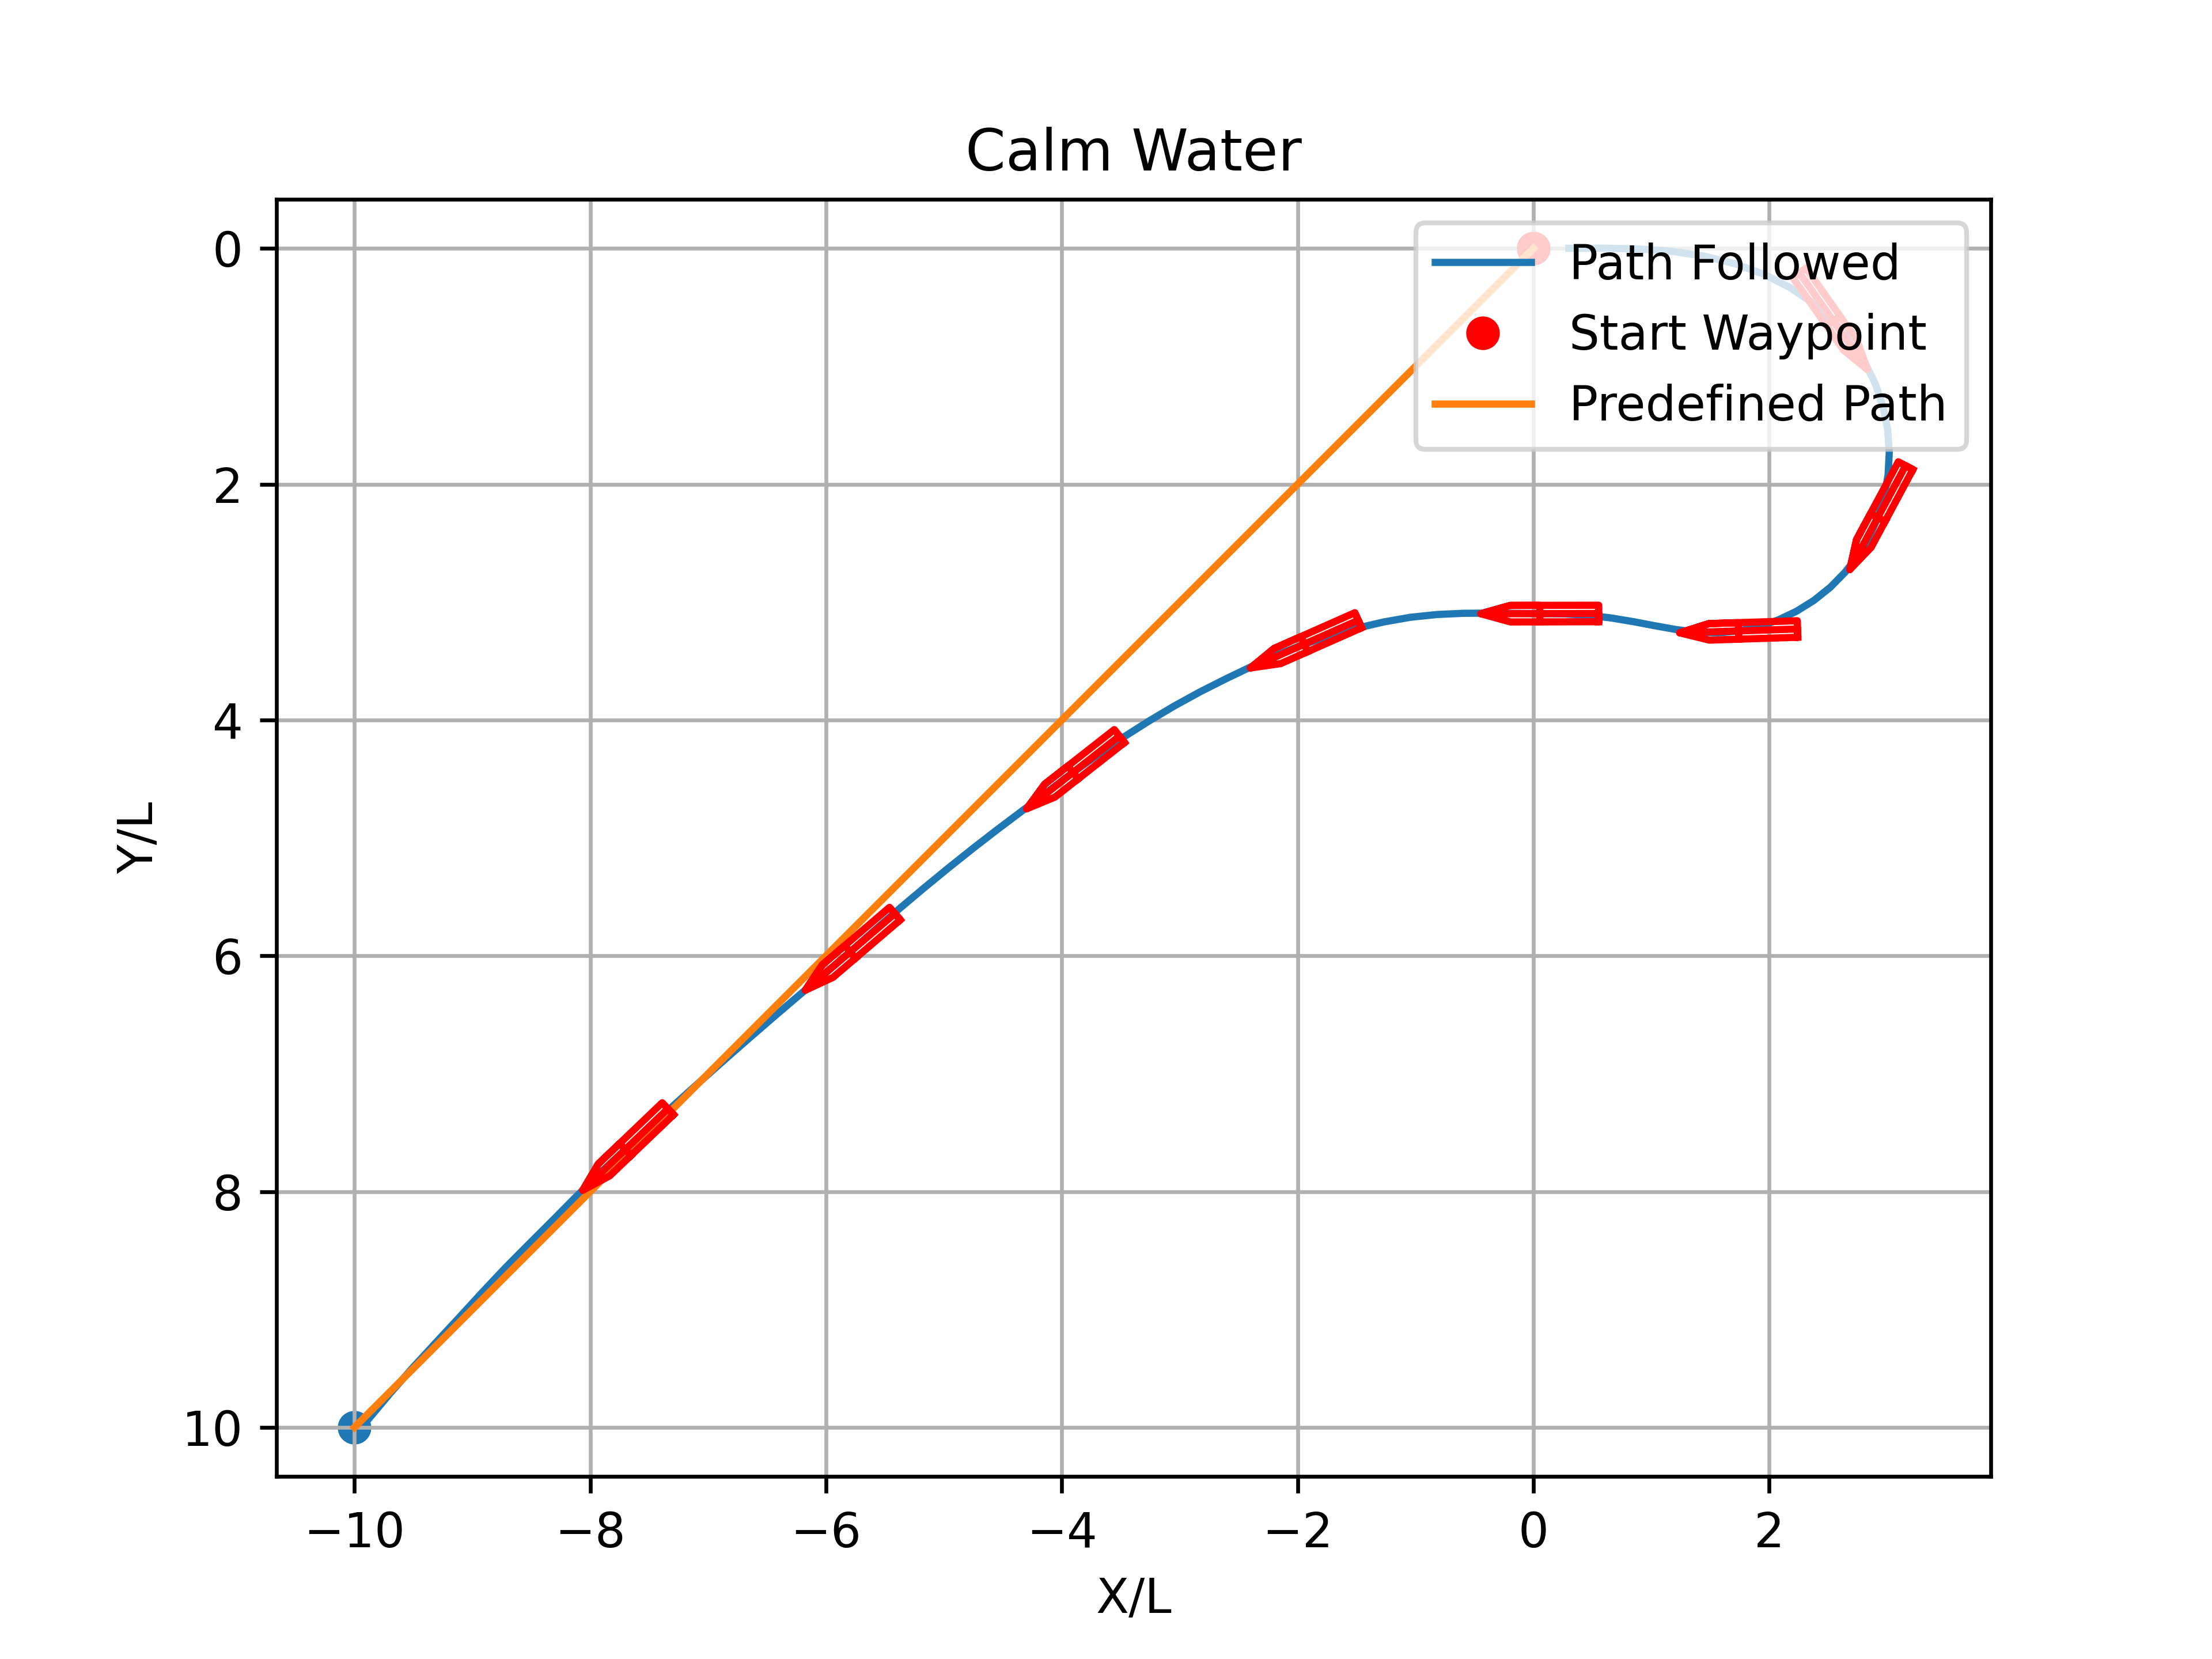 Calm Water
Path Followed
Start Waypoint
Predefined Path
0
2
4
6
8
10
Y/L
−10 −8 −6 −4 −2 0 2
X/L